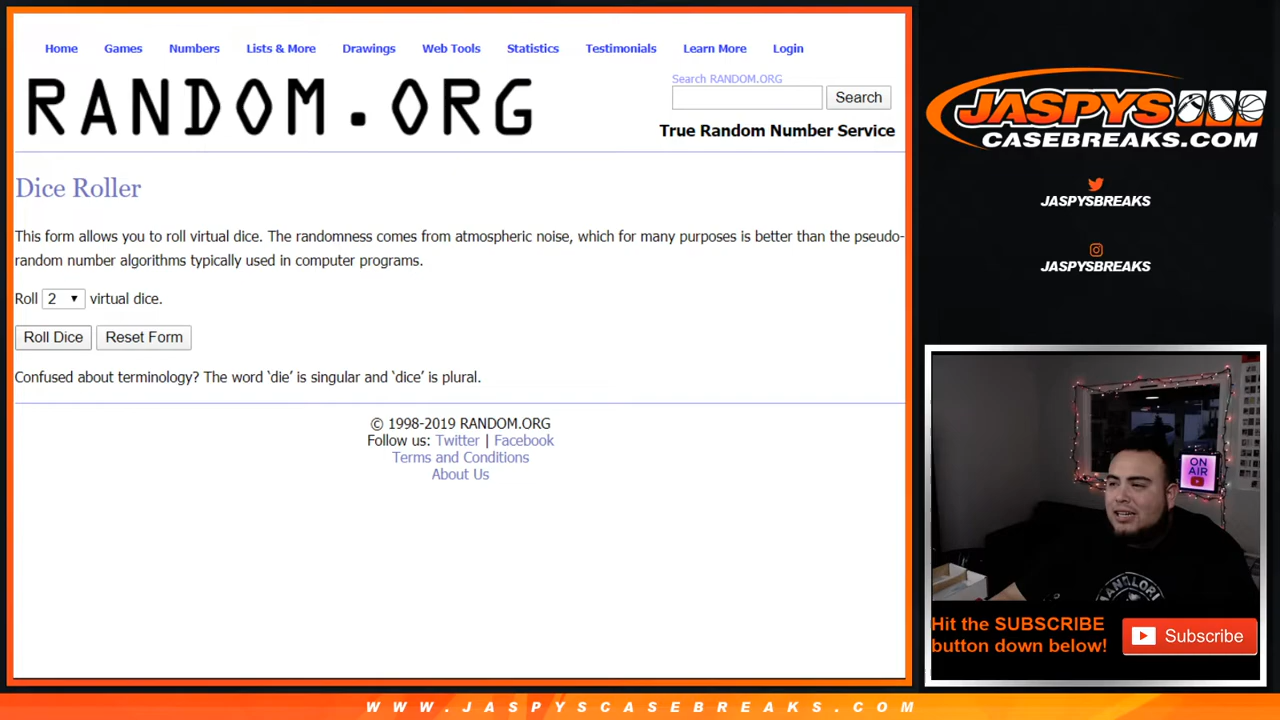 Home Games Numbers Lists & More Drawings Web Tools Statistics Testimonials Learn More Login
RANDOM.ORG
Search RANDOM.ORG
Search
True Random Number Service
Dice Roller
This form allows you to roll virtual dice. The randomness comes from atmospheric noise, which for many purposes is better than the pseudo-
random number algorithms typically used in computer programs.
Roll 2 virtual dice.
Roll Dice Reset Form
Confused about terminology? The word ‘die’ is singular and ‘dice’ is plural.
© 1998-2019 RANDOM.ORG
Follow us: Twitter | Facebook
Terms and Conditions
About Us
JASPYS
CASEBREAKS.COM
JASPYSBREAKS
JASPYSBREAKS
ON
AIR
Hit the SUBSCRIBE
button down below!
Subscribe
WWW.JASPYSCASEBREAKS.COM